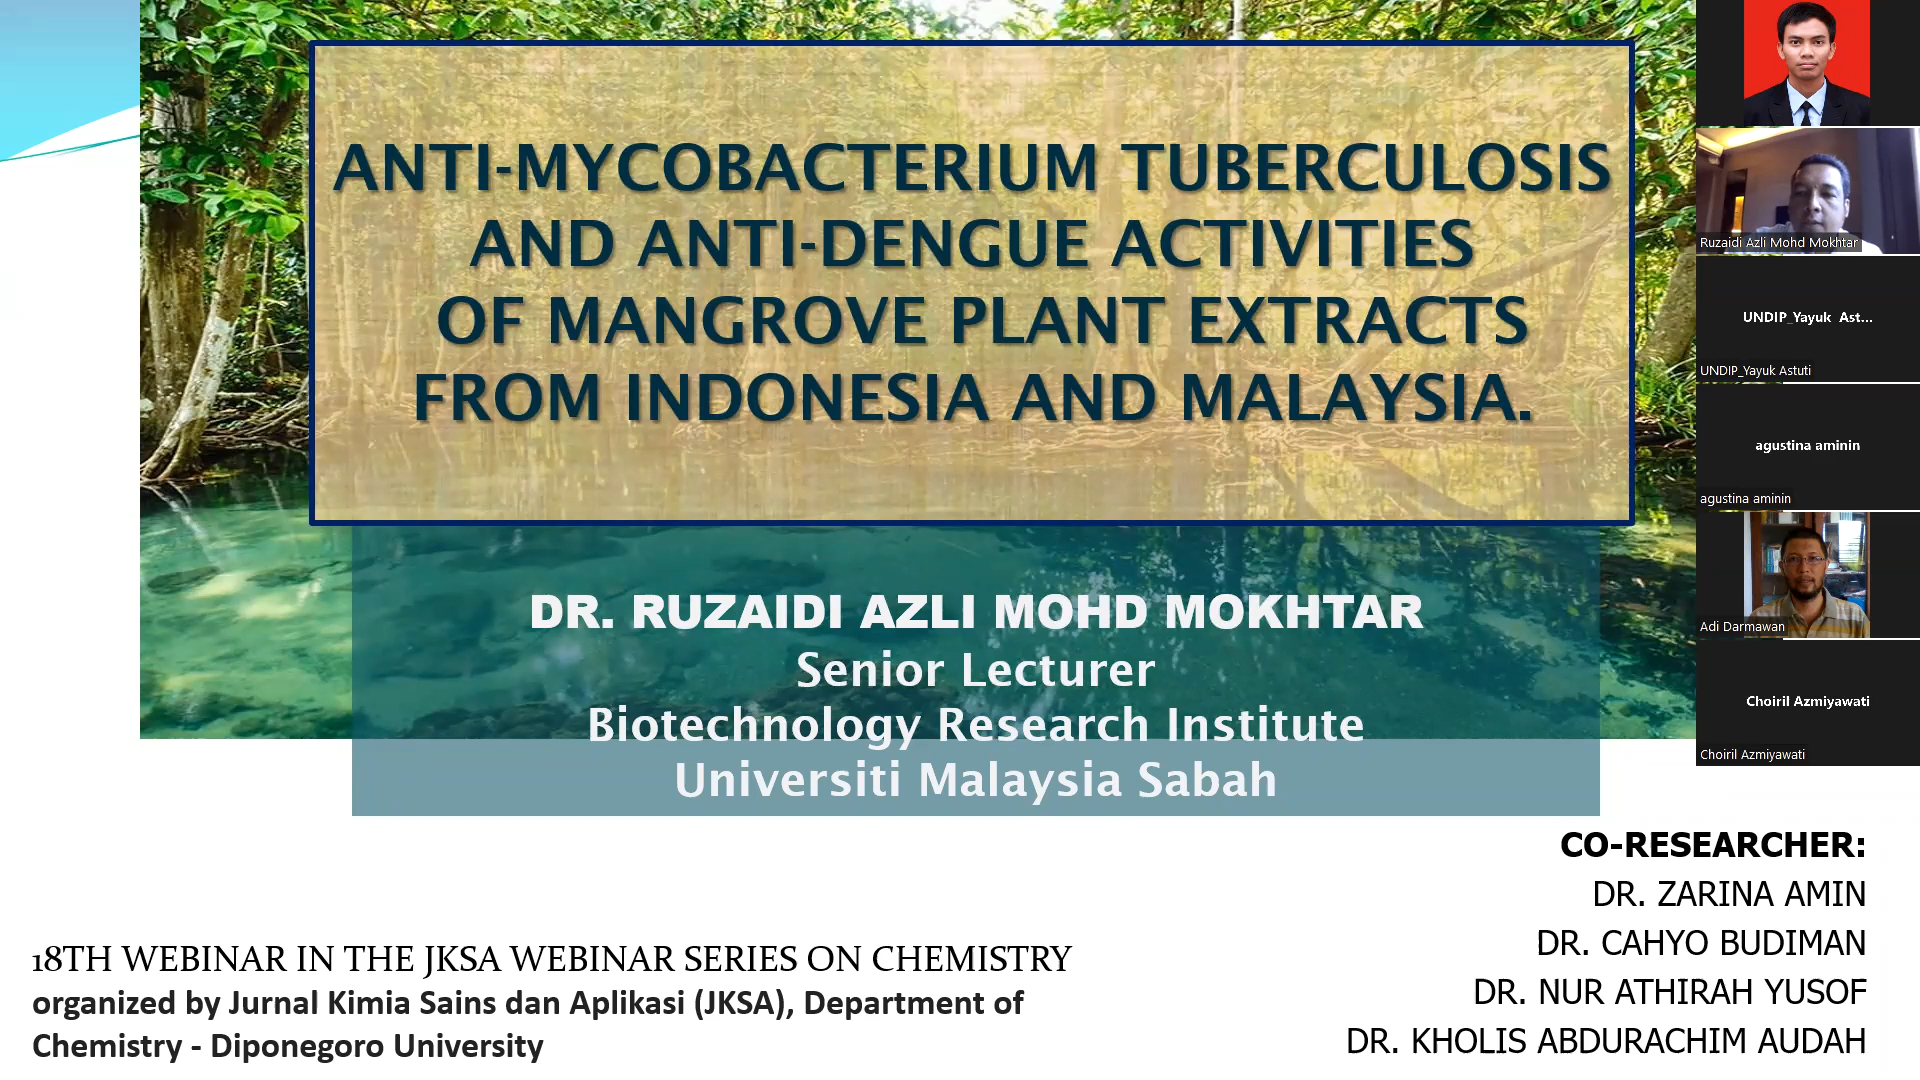 ANTI-MYCOBACTERIUM TUBERCULOSIS
AND ANTI-DENGUE ACTIVITIES
OF MANGROVE PLANT EXTRACTS
FROM INDONESIA AND MALAYSIA.
DR. RUZAIDI AZLI MOHD MOKHTAR
Senior Lecturer
Biotechnology Research Institute
Universiti Malaysia Sabah
CO-RESEARCHER:
DR. ZARINA AMIN
DR. CAHYO BUDIMAN
DR. NUR ATHIRAH YUSOF
DR. KHOLIS ABDURACHIM AUDAH
18TH WEBINAR IN THE JKSA WEBINAR SERIES ON CHEMISTRY
organized by Jurnal Kimia Sains dan Aplikasi (JKSA), Department of
Chemistry - Diponegoro University
Ruzaidi Azli Mohd Mokhtar
UNDIP_Yayuk Ast...
UNDIP_Yayuk Astuti
agustina aminin
agustina aminin
Adi Darmawan
Choiril Azmiyawati
Choiril Azmiyawati